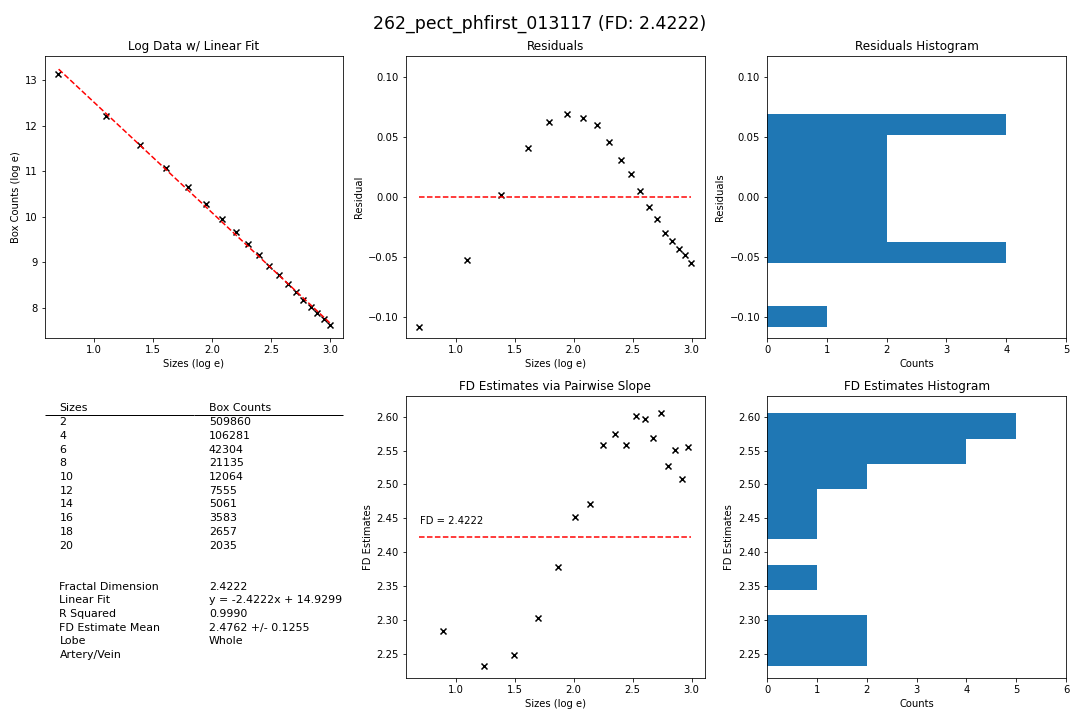 262_pect_phfirst_013117 (FD: 2.4222)
Log Data w/ Linear Fit
Box Counts (log e)
13
12
11
10
9
8
1.0 1.5 2.0 2.5 3.0
Sizes (log e)
Residuals
Residual
0.10
0.05
0.00
−0.05
−0.10
1.0 1.5 2.0 2.5 3.0
Sizes (log e)
Residuals Histogram
Residuals
0.10
0.05
0.00
−0.05
−0.10
0 1 2 3 4 5
Counts
Sizes Box Counts
2 509860
4 106281
6 42304
8 21135
10 12064
12 7555
14 5061
16 3583
18 2657
20 2035
Fractal Dimension 2.4222
Linear Fit y = -2.4222x + 14.9299
R Squared 0.9990
FD Estimate Mean 2.4762 +/- 0.1255
Lobe Whole
Artery/Vein
FD Estimates via Pairwise Slope
FD Estimates
2.60
2.55
2.50
2.45
2.40
2.35
2.30
2.25
FD = 2.4222
1.0 1.5 2.0 2.5 3.0
Sizes (log e)
FD Estimates Histogram
FD Estimates
2.60
2.55
2.50
2.45
2.40
2.35
2.30
2.25
0 1 2 3 4 5 6
Counts